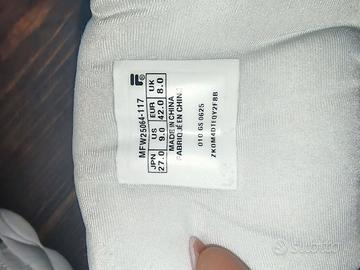 MFW25064-117
JPN US EUR UK
27.0 9.0 42.0 8.0
MADE IN CHINA
FABRIQUÉ EN CHINE
010 GS 0625
subito